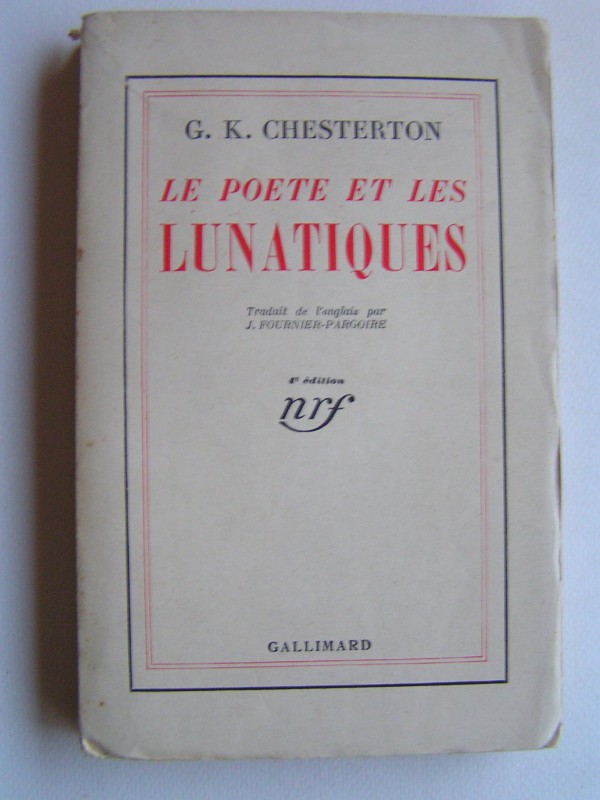 G. K. CHESTERTON
LE POETE ET LES
LUNATIQUES
Traduit de l'anglais par
J. FOURNIER-PARGOIRE
4e édition
nrf
GALLIMARD